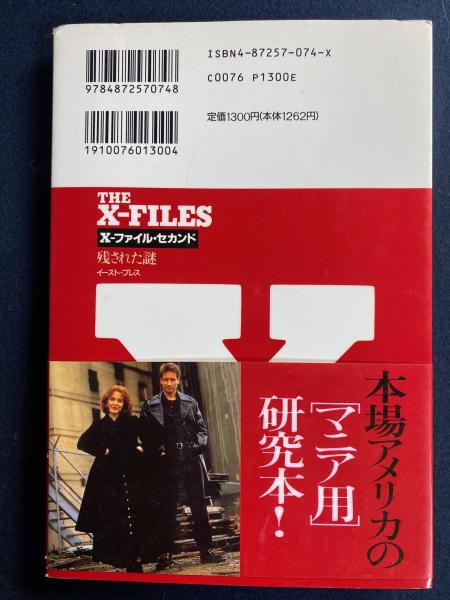 ISBN4-87257-074-X
C0076 P1300E
9784872570748
定価1300円(本体1262円)
1910076013004
THE
X-FILES
X-ファイル・セカンド
残された謎
イースト・プレス
本場アメリカの
[マニア用]
研究本!